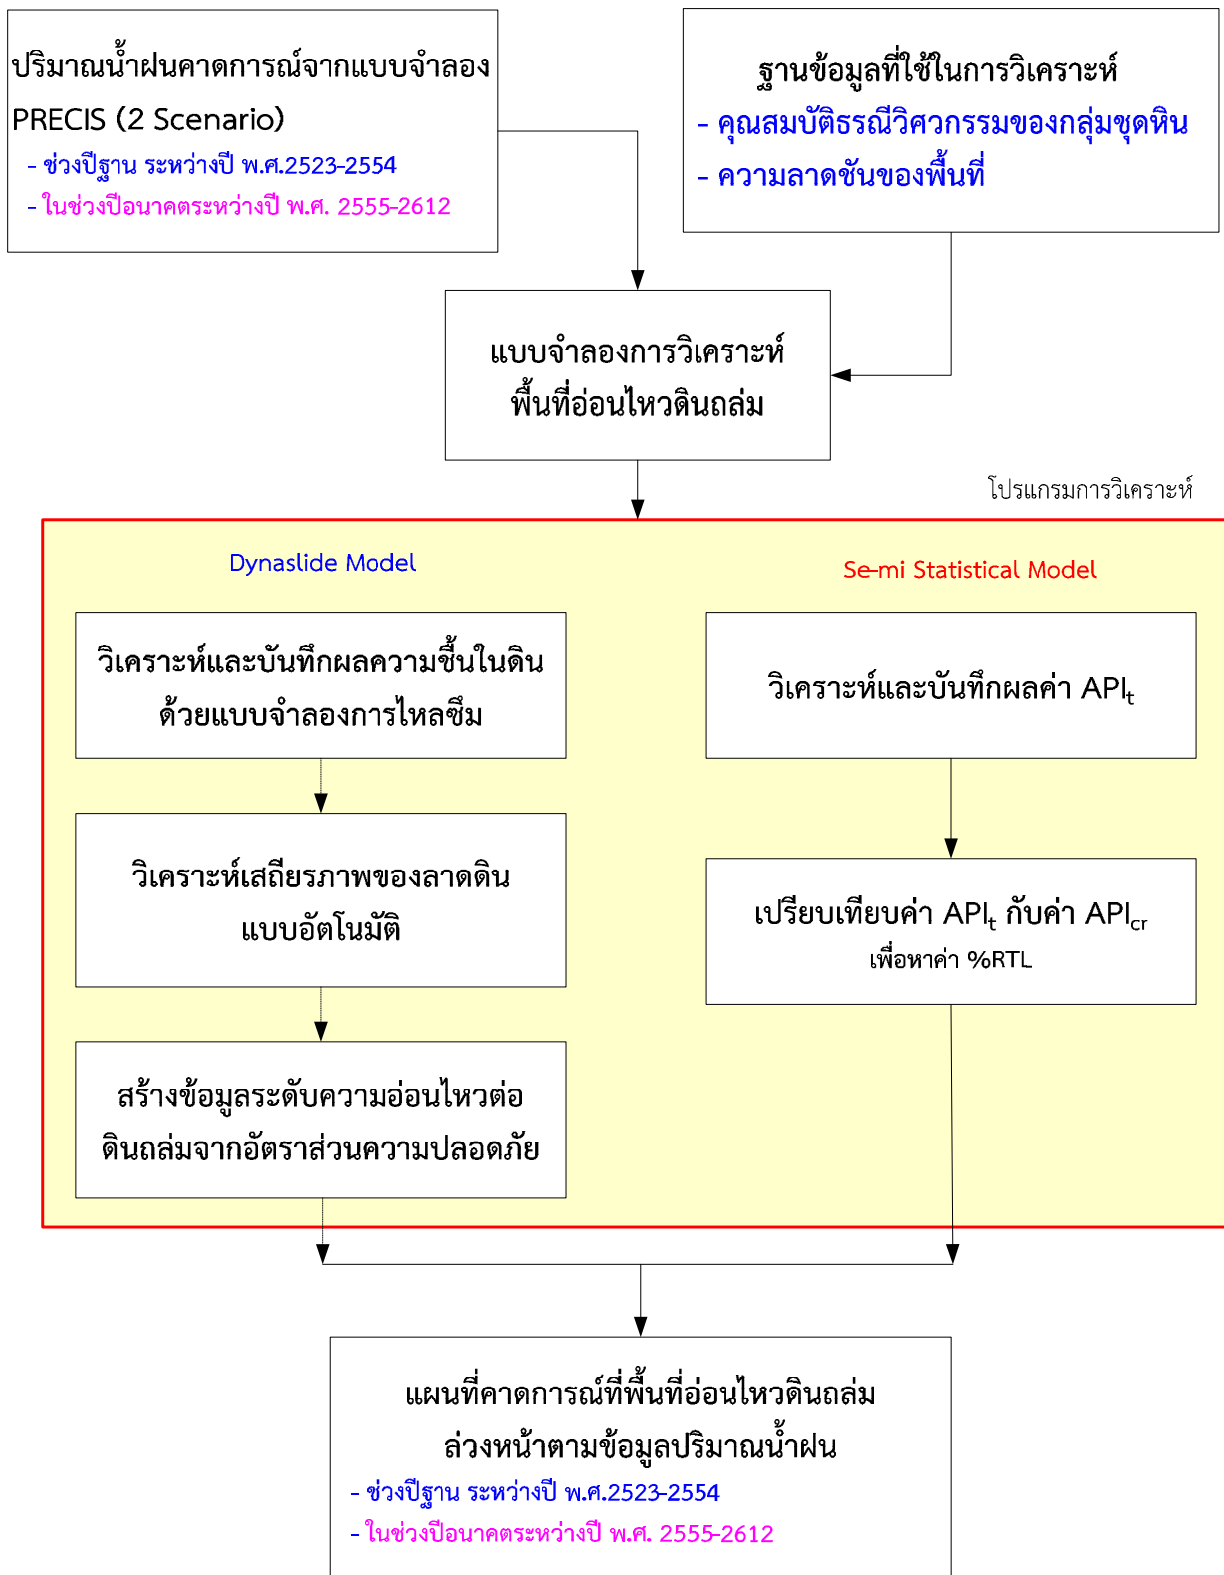 ปริมาณน้ำฝนคาดการณ์จากแบบจำลอง
PRECIS (2 Scenario)
- ช่วงปีฐาน ระหว่างปี พ.ศ.2523-2554
- ในช่วงปีอนาคตระหว่างปี พ.ศ. 2555-2612
ฐานข้อมูลที่ใช้ในการวิเคราะห์
- คุณสมบัติธรณีวิศวกรรมของกลุ่มชุดหิน
- ความลาดชันของพื้นที่
แบบจำลองการวิเคราะห์
พื้นที่อ่อนไหวดินถล่ม
โปรแกรมการวิเคราะห์
Dynaslide Model
วิเคราะห์และบันทึกผลความชื้นในดิน
ด้วยแบบจำลองการไหลซึม
วิเคราะห์เสถียรภาพของลาดดิน
แบบอัตโนมัติ
สร้างข้อมูลระดับความอ่อนไหวต่อ
ดินถล่มจากอัตราส่วนความปลอดภัย
Se-mi Statistical Model
วิเคราะห์และบันทึกผลค่า APIt
เปรียบเทียบค่า APIt กับค่า APIcr
เพื่อหาค่า %RTL
แผนที่คาดการณ์ที่พื้นที่อ่อนไหวดินถล่ม
ล่วงหน้าตามข้อมูลปริมาณน้ำฝน
- ช่วงปีฐาน ระหว่างปี พ.ศ.2523-2554
- ในช่วงปีอนาคตระหว่างปี พ.ศ. 2555-2612